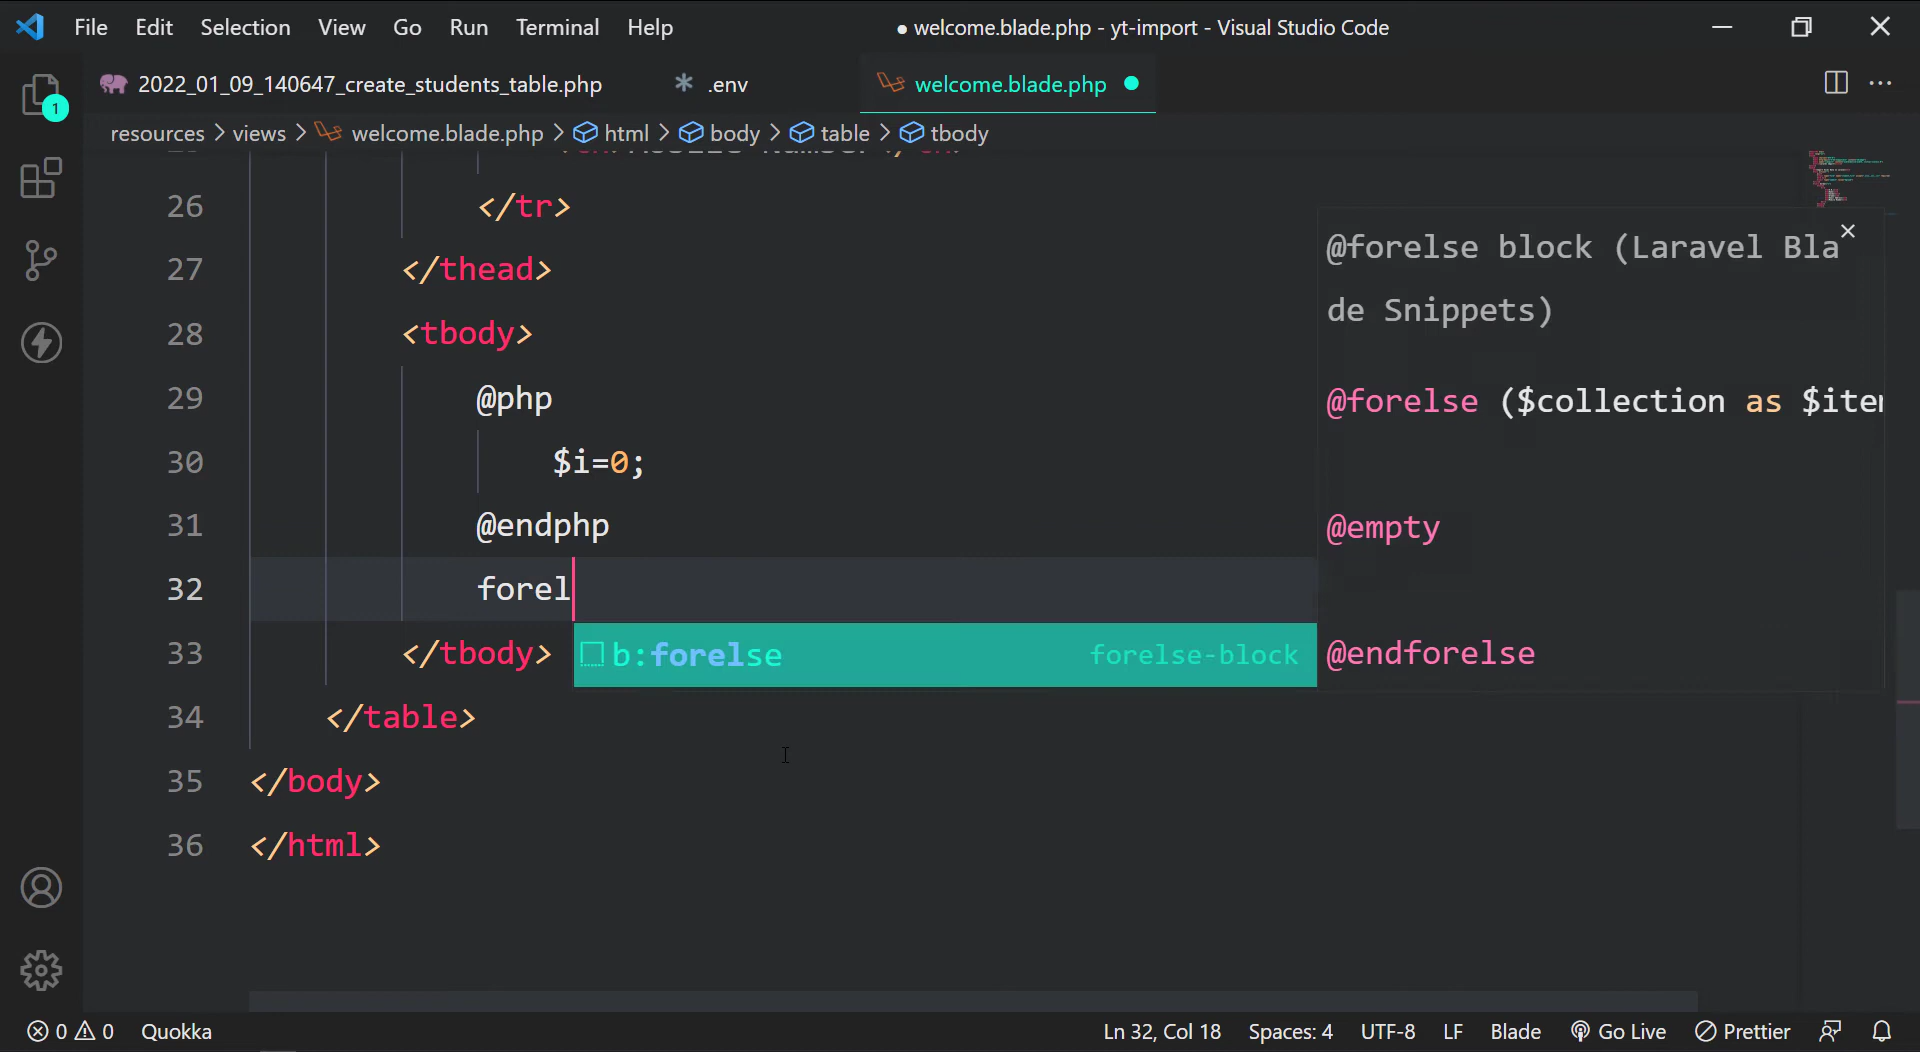 File Edit Selection View Go Run Terminal Help
● welcome.blade.php - yt-import - Visual Studio Code
2022_01_09_140647_create_students_table.php
.env
welcome.blade.php
1
resources > views > welcome.blade.php > html > body > table > tbody
26 </tr>
27 </thead>
28 <tbody>
29 @php
30 $i=0;
31 @endphp
32 forel
33 </tbody>
34 </table>
35 </body>
36 </html>
b:forelse forelse-block
@forelse block (Laravel Bla
de Snippets)
@forelse ($collection as $iter
@empty
@endforelse
0 0 Quokka
Ln 32, Col 18 Spaces: 4 UTF-8 LF Blade Go Live Prettier